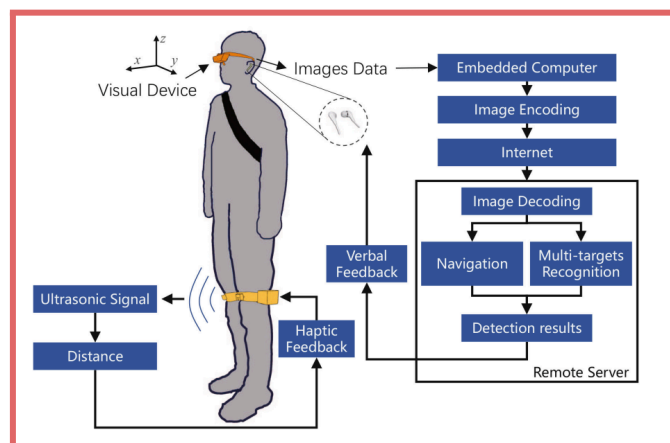 z
x
y
Visual Device
Images Data
Embedded Computer
Image Encoding
Internet
Image Decoding
Navigation
Multi-targets
Recognition
Detection results
Remote Server
Verbal
Feedback
Ultrasonic Signal
Distance
Haptic
Feedback